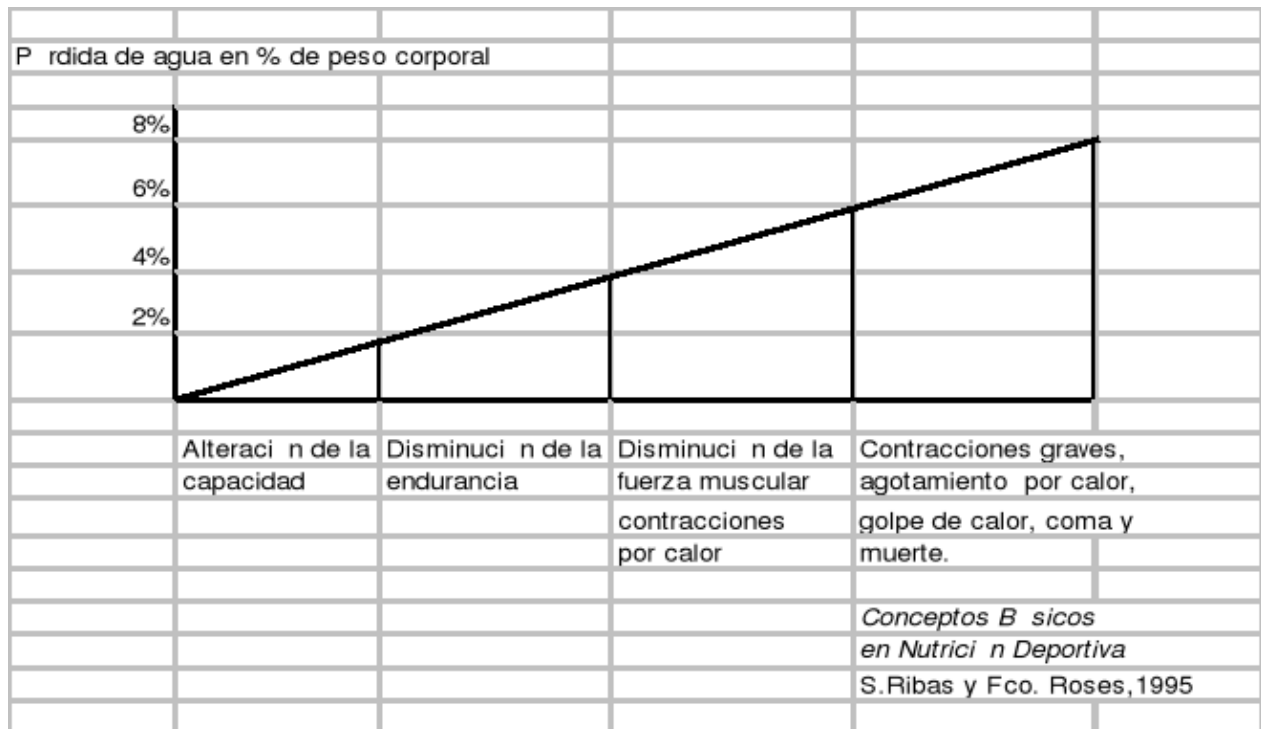 P rdida de agua en % de peso corporal
8%
6%
4%
2%
Alteraci n de la
capacidad
Disminuci n de la
endurancia
Disminuci n de la
fuerza muscular
contracciones
por calor
Contracciones graves,
agotamiento por calor,
golpe de calor, coma y
muerte.
Conceptos B sicos
en Nutrici n Deportiva
S.Ribas y Fco. Roses,1995